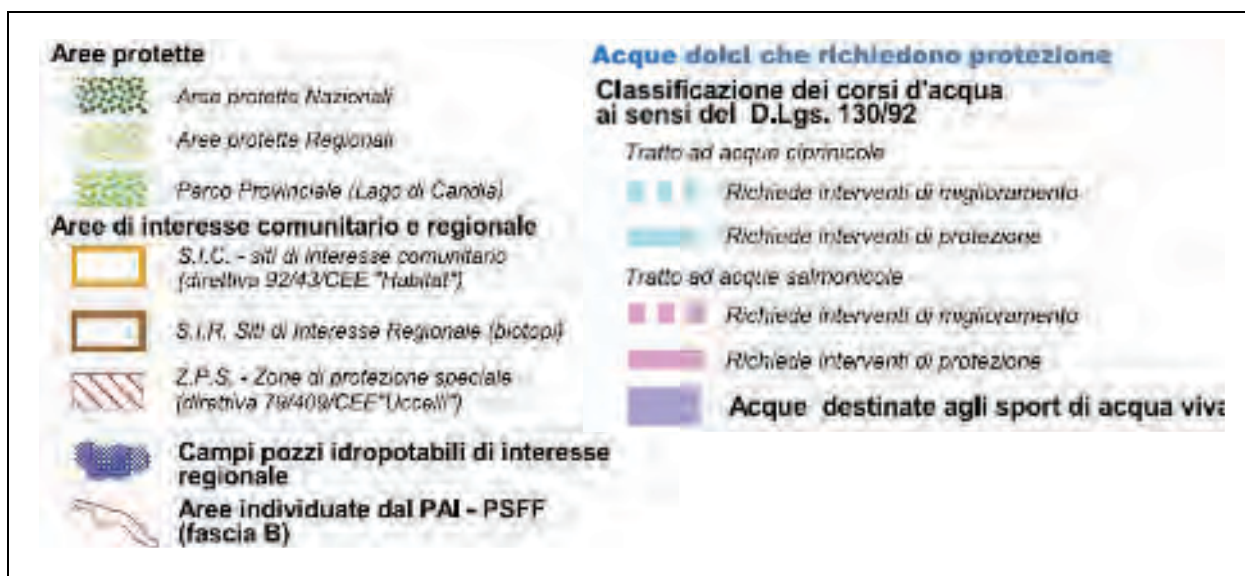 Aree protette
Aree protette Nazionali
Aree protette Regionali
Parco Provinciale (Lago di Candia)
Aree di interesse comunitario e regionale
S.I.C. - siti di interesse comunitario
(direttiva 92/43/CEE "Habitat")
S.I.R. Siti di Interesse Regionale (biotopi)
Z.P.S. - Zone di protezione speciale
(direttiva 79/409/CEE"Uccelli")
Campi pozzi idropotabili di interesse
regionale
Aree individuate dal PAI - PSFF
(fascia B)
Acque dolci che richiedono protezione
Classificazione dei corsi d'acqua
ai sensi del D.Lgs. 130/92
Tratto ad acque ciprinicole
Richiede interventi di miglioramento
Richiede interventi di protezione
Tratto ad acque salmonicole
Richiede interventi di miglioramento
Richiede interventi di protezione
Acque destinate agli sport di acqua viva